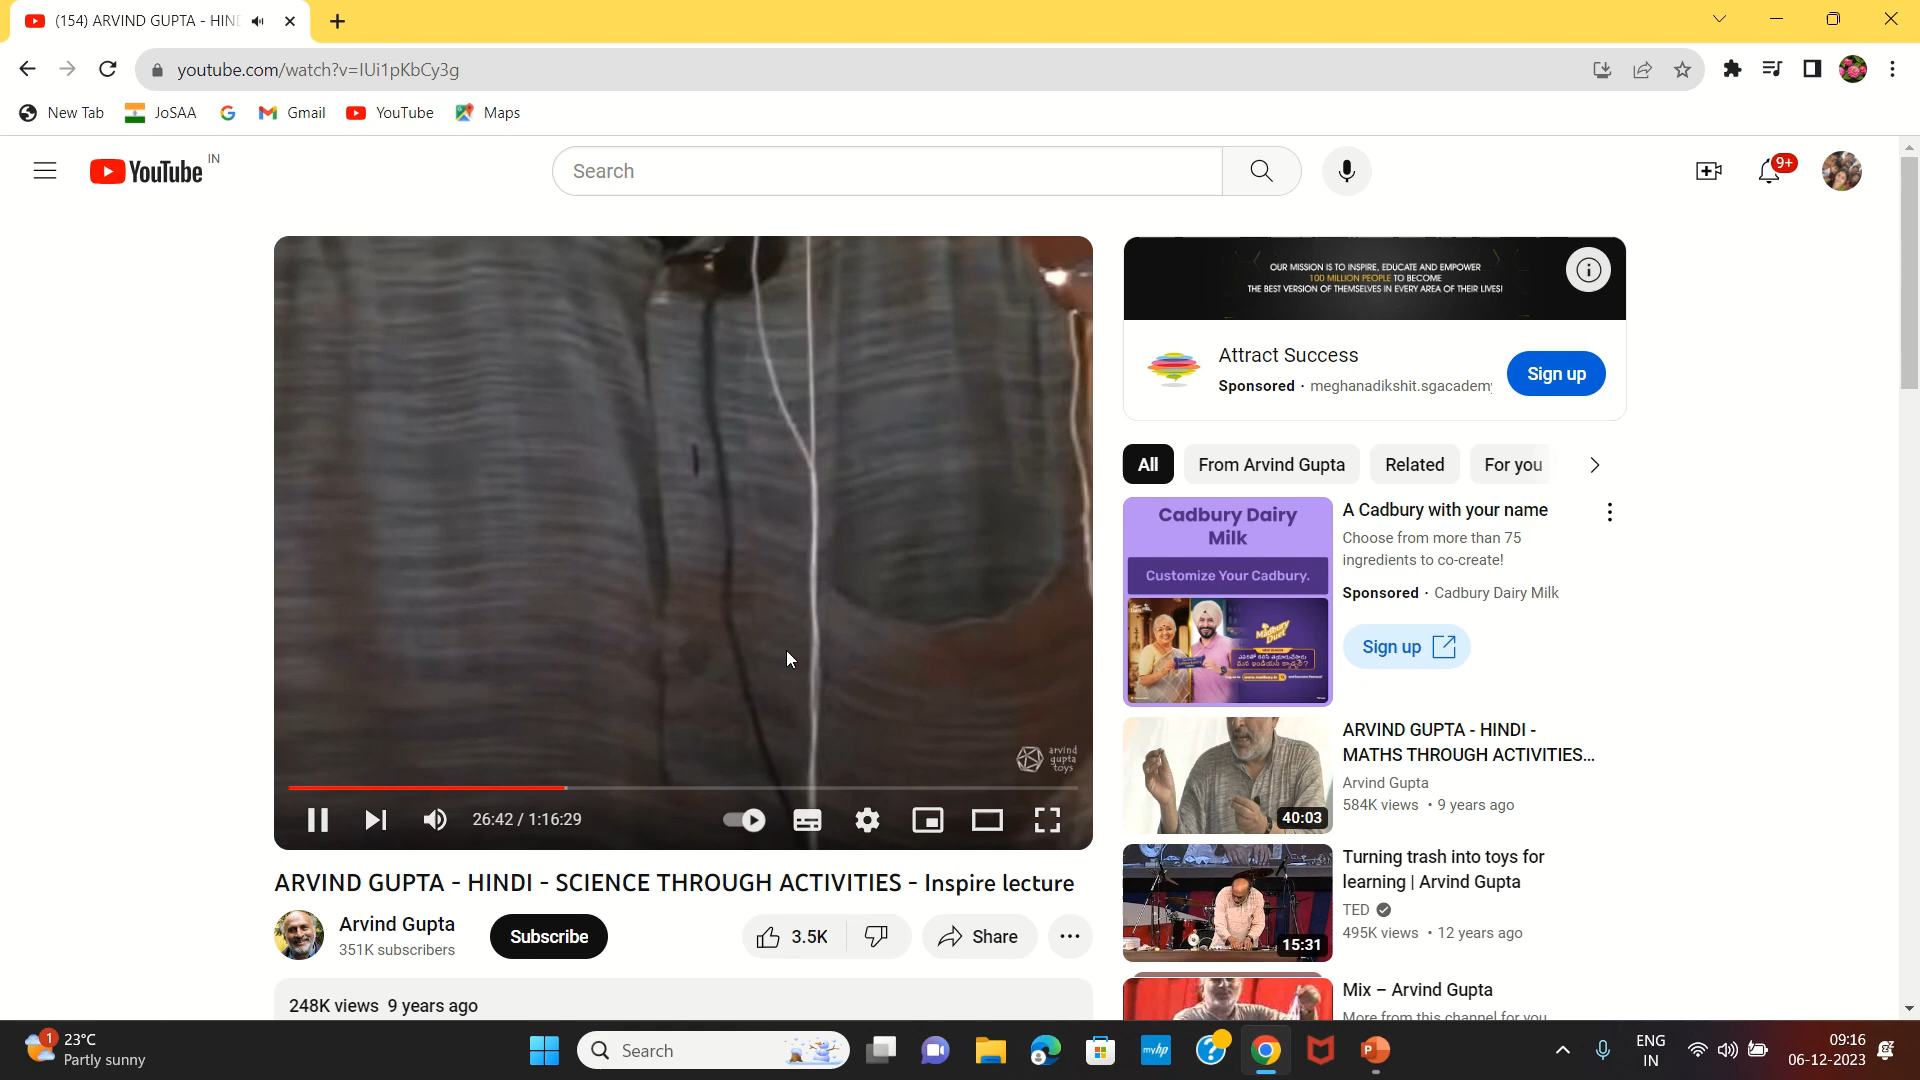 (154) ARVIND GUPTA - HIN
youtube.com/watch?v=IUi1pKbCy3g
New Tab
JoSAA
Gmail
YouTube
Maps
YouTube IN
Search
9+
OUR MISSION IS TO INSPIRE, EDUCATE AND EMPOWER
100 MILLION PEOPLE TO BECOME
THE BEST VERSION OF THEMSELVES IN EVERY AREA OF THEIR LIVES!
Attract Success
Sponsored · meghanadikshit.sgacadem
Sign up
All
From Arvind Gupta
Related
For you
Cadbury Dairy
Milk
Customize Your Cadbury.
A Cadbury with your name
Choose from more than 75
ingredients to co-create!
Sponsored · Cadbury Dairy Milk
Sign up
arvind
gupta
toys
26:42 / 1:16:29
ARVIND GUPTA - HINDI - SCIENCE THROUGH ACTIVITIES - Inspire lecture
Arvind Gupta
351K subscribers
Subscribe
3.5K
Share
248K views 9 years ago
40:03
ARVIND GUPTA - HINDI -
MATHS THROUGH ACTIVITIES...
Arvind Gupta
584K views • 9 years ago
15:31
Turning trash into toys for
learning | Arvind Gupta
TED
495K views • 12 years ago
Mix – Arvind Gupta
More from this channel for you
1
23°C
Partly sunny
Search
myhp
ENG
IN
09:16
06-12-2023